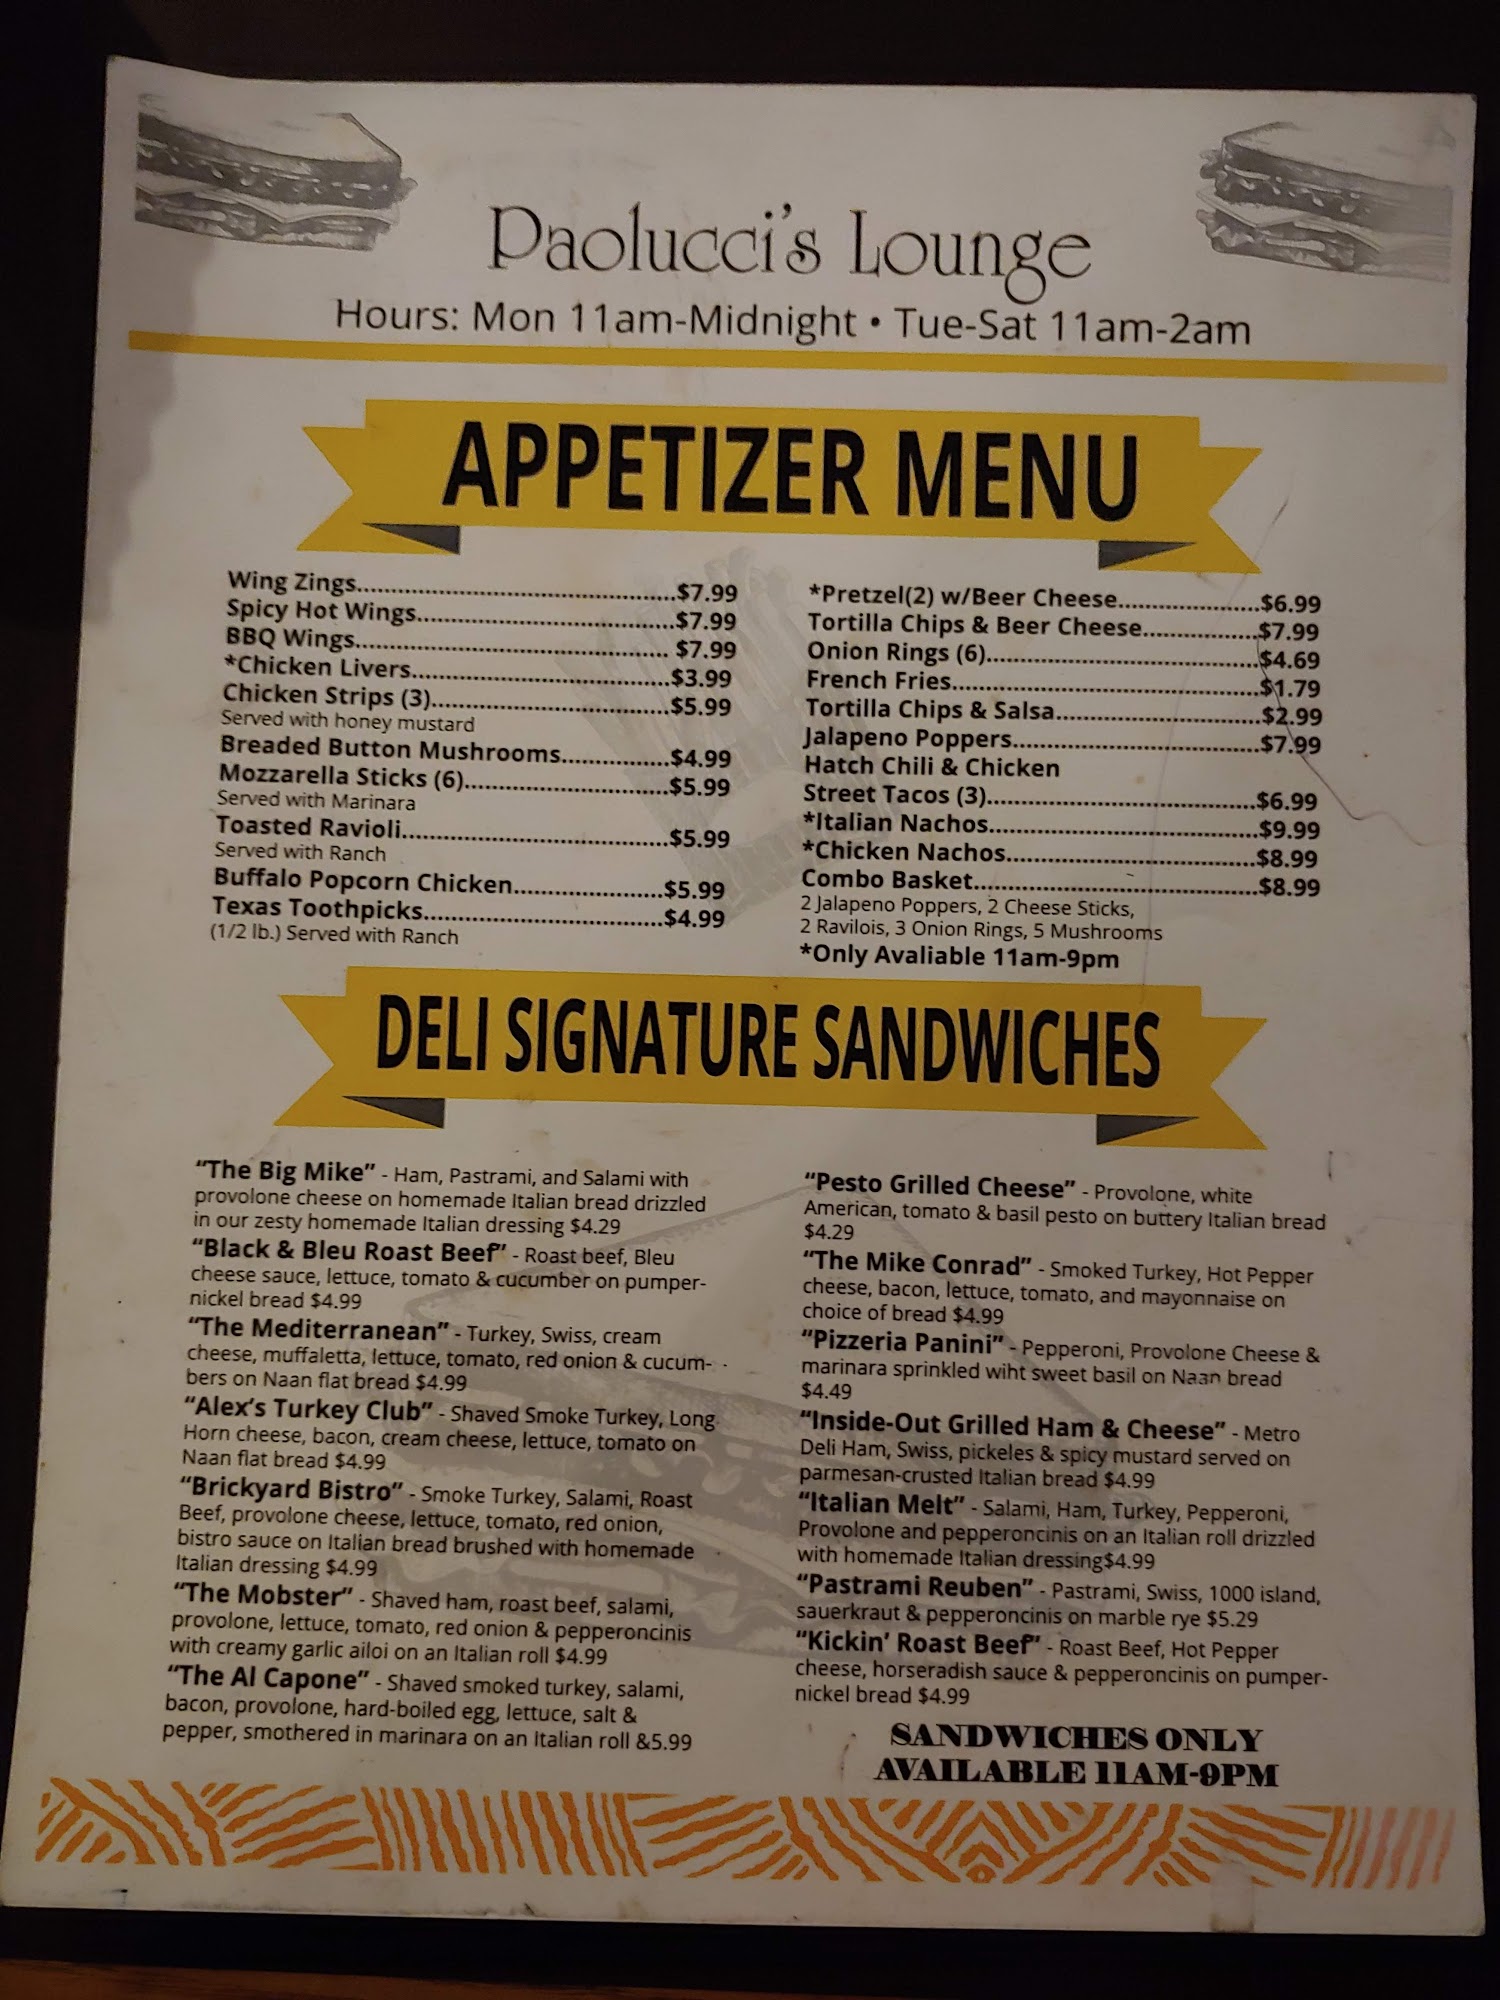 Paolucci's Lounge
Hours: Mon 11am-Midnight • Tue-Sat 11am-2am
APPETIZER MENU
Wing Zings...........................................$7.99
Spicy Hot Wings..................................$7.99
BBQ Wings.......................................... $7.99
*Chicken Livers...................................$3.99
Chicken Strips (3)................................$5.99
Served with honey mustard
Breaded Button Mushrooms...............$4.99
Mozzarella Sticks (6)...........................$5.99
Served with Marinara
Toasted Ravioli...................................$5.99
Served with Ranch
Buffalo Popcorn Chicken....................$5.99
Texas Toothpicks................................$4.99
(1/2 lb.) Served with Ranch
*Pretzel(2) w/Beer Cheese...................$6.99
Tortilla Chips & Beer Cheese...............$7.99
Onion Rings (6)....................................$4.69
French Fries.........................................$1.79
Tortilla Chips & Salsa...........................$2.99
Jalapeno Poppers.................................$7.99
Hatch Chili & Chicken
Street Tacos (3)....................................$6.99
*Italian Nachos....................................$9.99
*Chicken Nachos.................................$8.99
Combo Basket......................................$8.99
2 Jalapeno Poppers, 2 Cheese Sticks,
2 Ravilois, 3 Onion Rings, 5 Mushrooms
*Only Avaliable 11am-9pm
DELI SIGNATURE SANDWICHES
“The Big Mike” - Ham, Pastrami, and Salami with
provolone cheese on homemade Italian bread drizzled
in our zesty homemade Italian dressing $4.29
“Black & Bleu Roast Beef” - Roast beef, Bleu
cheese sauce, lettuce, tomato & cucumber on pumper-
nickel bread $4.99
“The Mediterranean” - Turkey, Swiss, cream
cheese, muffaletta, lettuce, tomato, red onion & cucum-
bers on Naan flat bread $4.99
“Alex’s Turkey Club” - Shaved Smoke Turkey, Long
Horn cheese, bacon, cream cheese, lettuce, tomato on
Naan flat bread $4.99
“Brickyard Bistro” - Smoke Turkey, Salami, Roast
Beef, provolone cheese, lettuce, tomato, red onion,
bistro sauce on Italian bread brushed with homemade
Italian dressing $4.99
“The Mobster” - Shaved ham, roast beef, salami,
provolone, lettuce, tomato, red onion & pepperoncinis
with creamy garlic ailoi on an Italian roll $4.99
“The Al Capone” - Shaved smoked turkey, salami,
bacon, provolone, hard-boiled egg, lettuce, salt &
pepper, smothered in marinara on an Italian roll &5.99
“Pesto Grilled Cheese” - Provolone, white
American, tomato & basil pesto on buttery Italian bread
$4.29
“The Mike Conrad” - Smoked Turkey, Hot Pepper
cheese, bacon, lettuce, tomato, and mayonnaise on
choice of bread $4.99
“Pizzeria Panini” - Pepperoni, Provolone Cheese &
marinara sprinkled wiht sweet basil on Naan bread
$4.49
“Inside-Out Grilled Ham & Cheese” - Metro
Deli Ham, Swiss, pickeles & spicy mustard served on
parmesan-crusted Italian bread $4.99
“Italian Melt” - Salami, Ham, Turkey, Pepperoni,
Provolone and pepperoncinis on an Italian roll drizzled
with homemade Italian dressing$4.99
“Pastrami Reuben” - Pastrami, Swiss, 1000 island,
sauerkraut & pepperoncinis on marble rye $5.29
“Kickin’ Roast Beef” - Roast Beef, Hot Pepper
cheese, horseradish sauce & pepperoncinis on pumper-
nickel bread $4.99
SANDWICHES ONLY
AVAILABLE 11AM-9PM